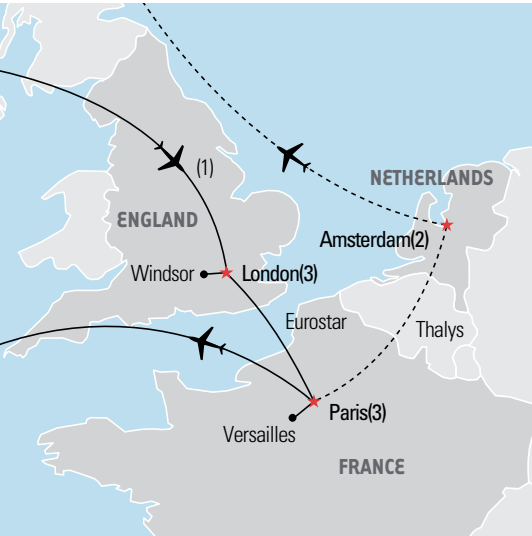 (1)
NETHERLANDS
ENGLAND
Amsterdam(2)
Windsor
London(3)
Eurostar
Thalys
Paris(3)
Versailles
FRANCE